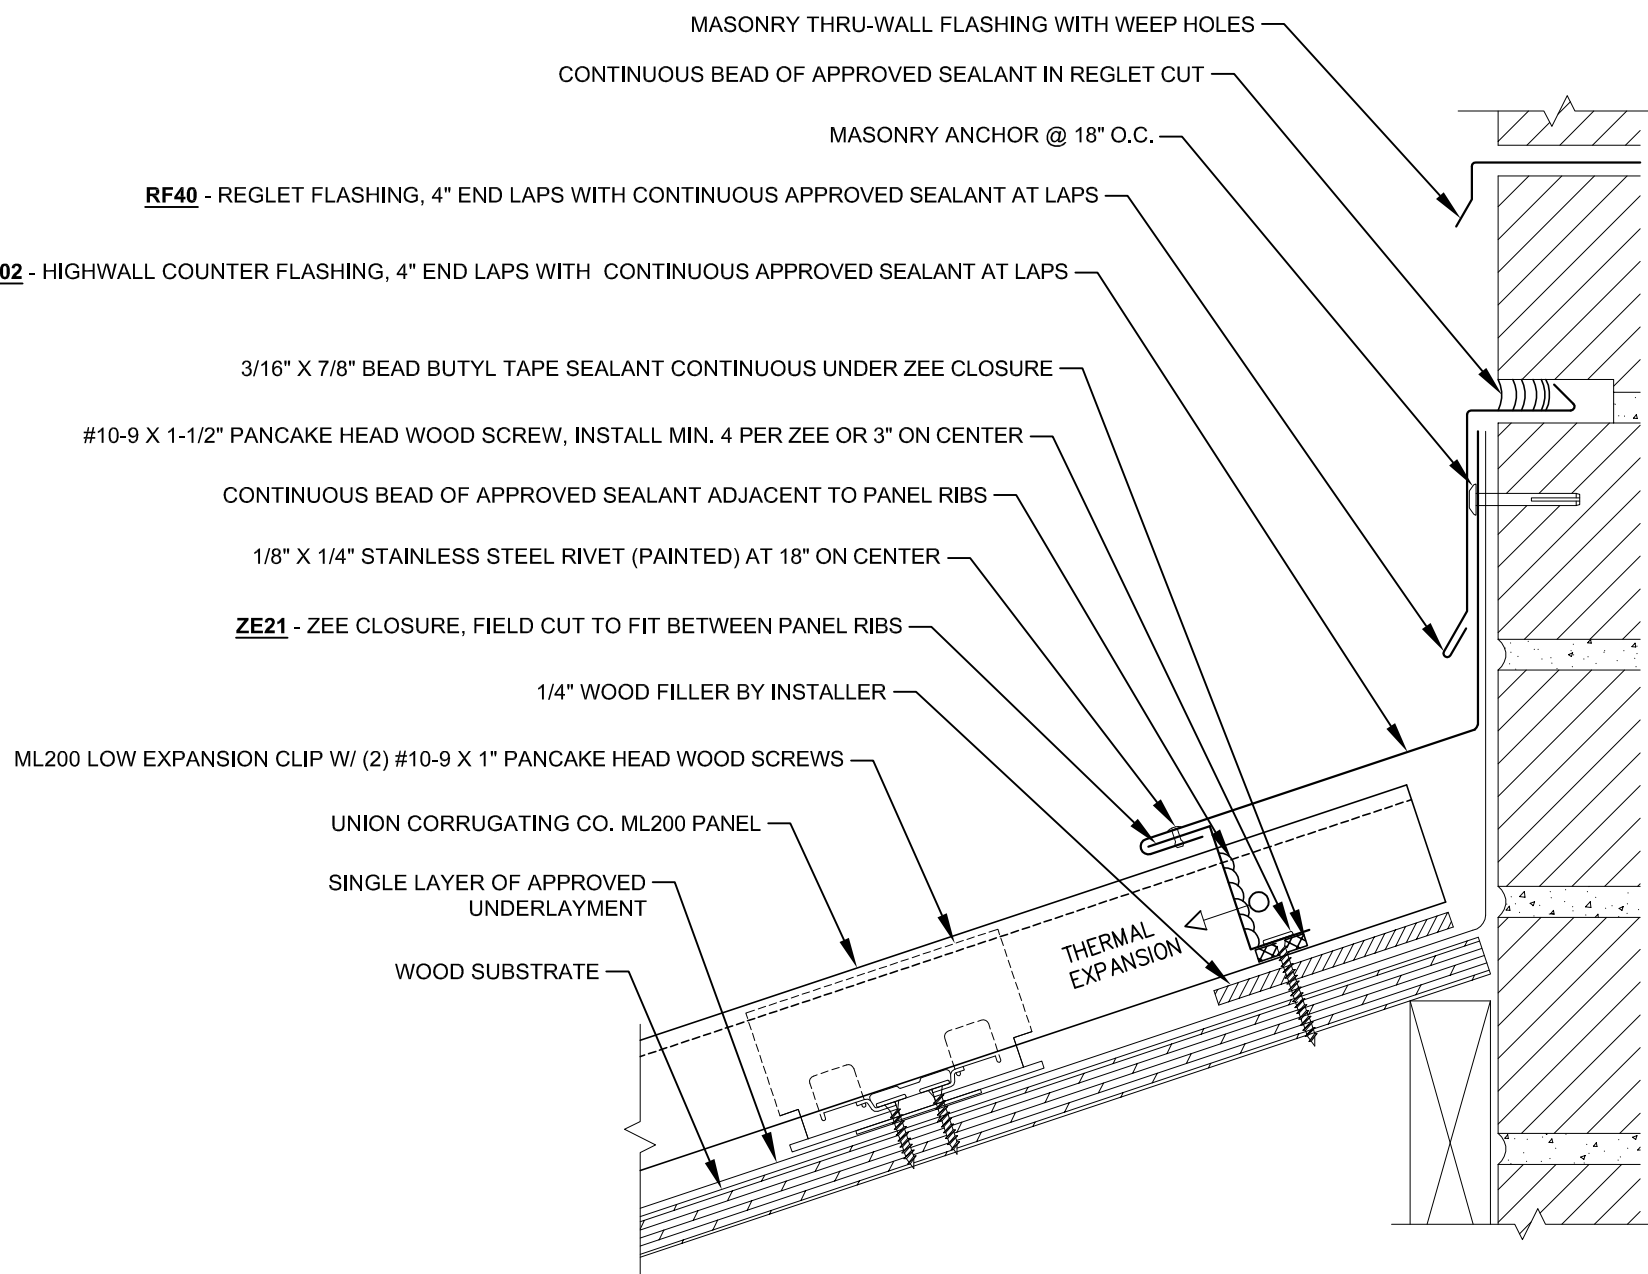 MASONRY THRU-WALL FLASHING WITH WEEP HOLES
CONTINUOUS BEAD OF APPROVED SEALANT IN REGLET CUT
MASONRY ANCHOR @ 18" O.C.
RF40 - REGLET FLASHING, 4" END LAPS WITH CONTINUOUS APPROVED SEALANT AT LAPS
02 - HIGHWALL COUNTER FLASHING, 4" END LAPS WITH CONTINUOUS APPROVED SEALANT AT LAPS
3/16" X 7/8" BEAD BUTYL TAPE SEALANT CONTINUOUS UNDER ZEE CLOSURE
#10-9 X 1-1/2" PANCAKE HEAD WOOD SCREW, INSTALL MIN. 4 PER ZEE OR 3" ON CENTER
CONTINUOUS BEAD OF APPROVED SEALANT ADJACENT TO PANEL RIBS
1/8" X 1/4" STAINLESS STEEL RIVET (PAINTED) AT 18" ON CENTER
ZE21 - ZEE CLOSURE, FIELD CUT TO FIT BETWEEN PANEL RIBS
1/4" WOOD FILLER BY INSTALLER
ML200 LOW EXPANSION CLIP W/ (2) #10-9 X 1" PANCAKE HEAD WOOD SCREWS
UNION CORRUGATING CO. ML200 PANEL
SINGLE LAYER OF APPROVED
UNDERLAYMENT
WOOD SUBSTRATE
THERMAL
EXPANSION